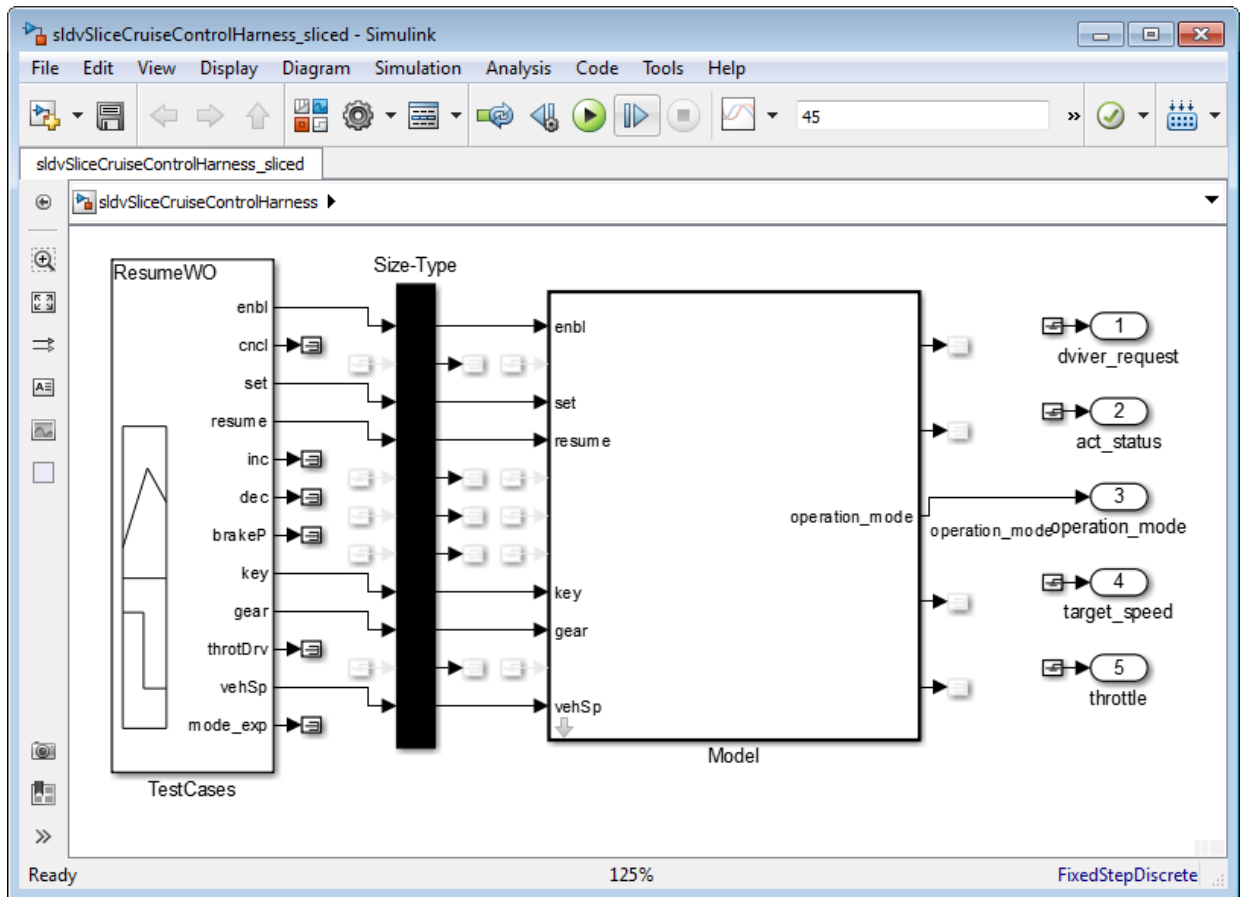 sldvSliceCruiseControlHarness_sliced - Simulink
File Edit View Display Diagram Simulation Analysis Code Tools Help
45
sldvSliceCruiseControlHarness_sliced
sldvSliceCruiseControlHarness
ResumeWO
enbl
cncl
set
resume
inc
dec
brakeP
key
gear
throtDrv
vehSp
mode_exp
TestCases
Size-Type
enbl
set
resume
key
gear
vehSp
operation_mode
Model
operation_mode
1
dviver_request
2
act_status
3
operation_mode
4
target_speed
5
throttle
Ready 125% FixedStepDiscrete